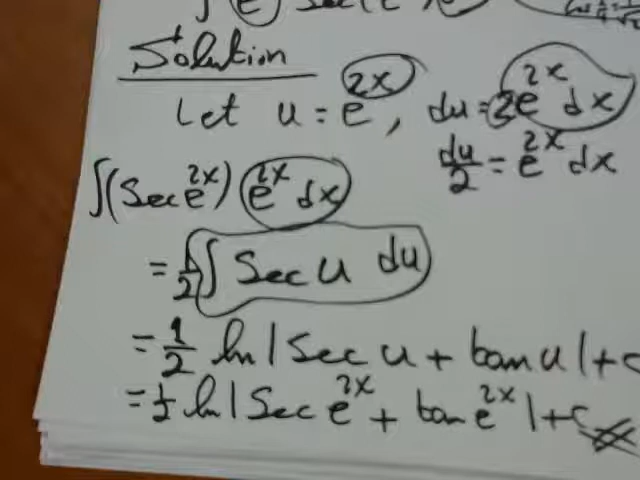 ∫ e Sec(e
Solution
Let u = e^2x, du = 2e^2x dx
du/2 = e^2x dx
∫(Sec e^2x) e^2x dx
= 1/2 ∫ Sec u du
= 1/2 ln|Sec u + tan u| + c
= 1/2 ln|Sec e^2x + tan e^2x| + c